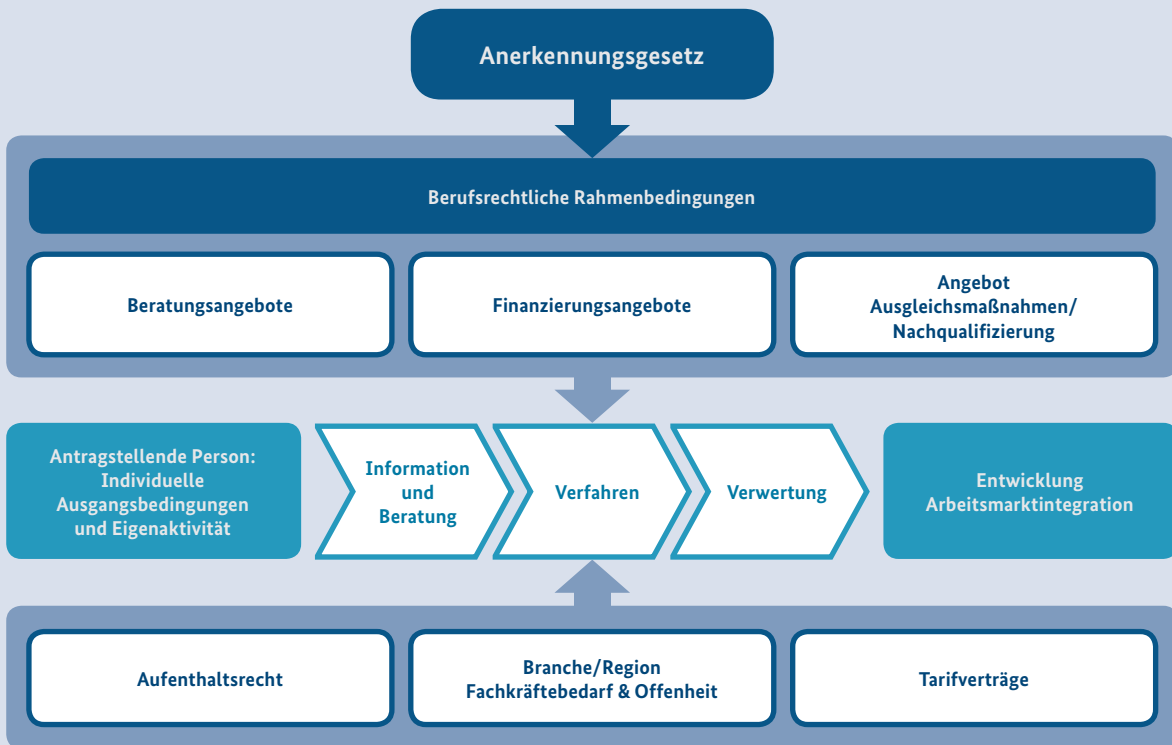 Anerkennungsgesetz
Berufsrechtliche Rahmenbedingungen
Beratungsangebote
Finanzierungsangebote
Angebot
Ausgleichsmaßnahmen/
Nachqualifizierung
Antragstellende Person:
Individuelle
Ausgangsbedingungen
und Eigenaktivität
Information
und
Beratung
Verfahren
Verwertung
Entwicklung
Arbeitsmarktintegration
Aufenthaltsrecht
Branche/Region
Fachkräftebedarf & Offenheit
Tarifverträge